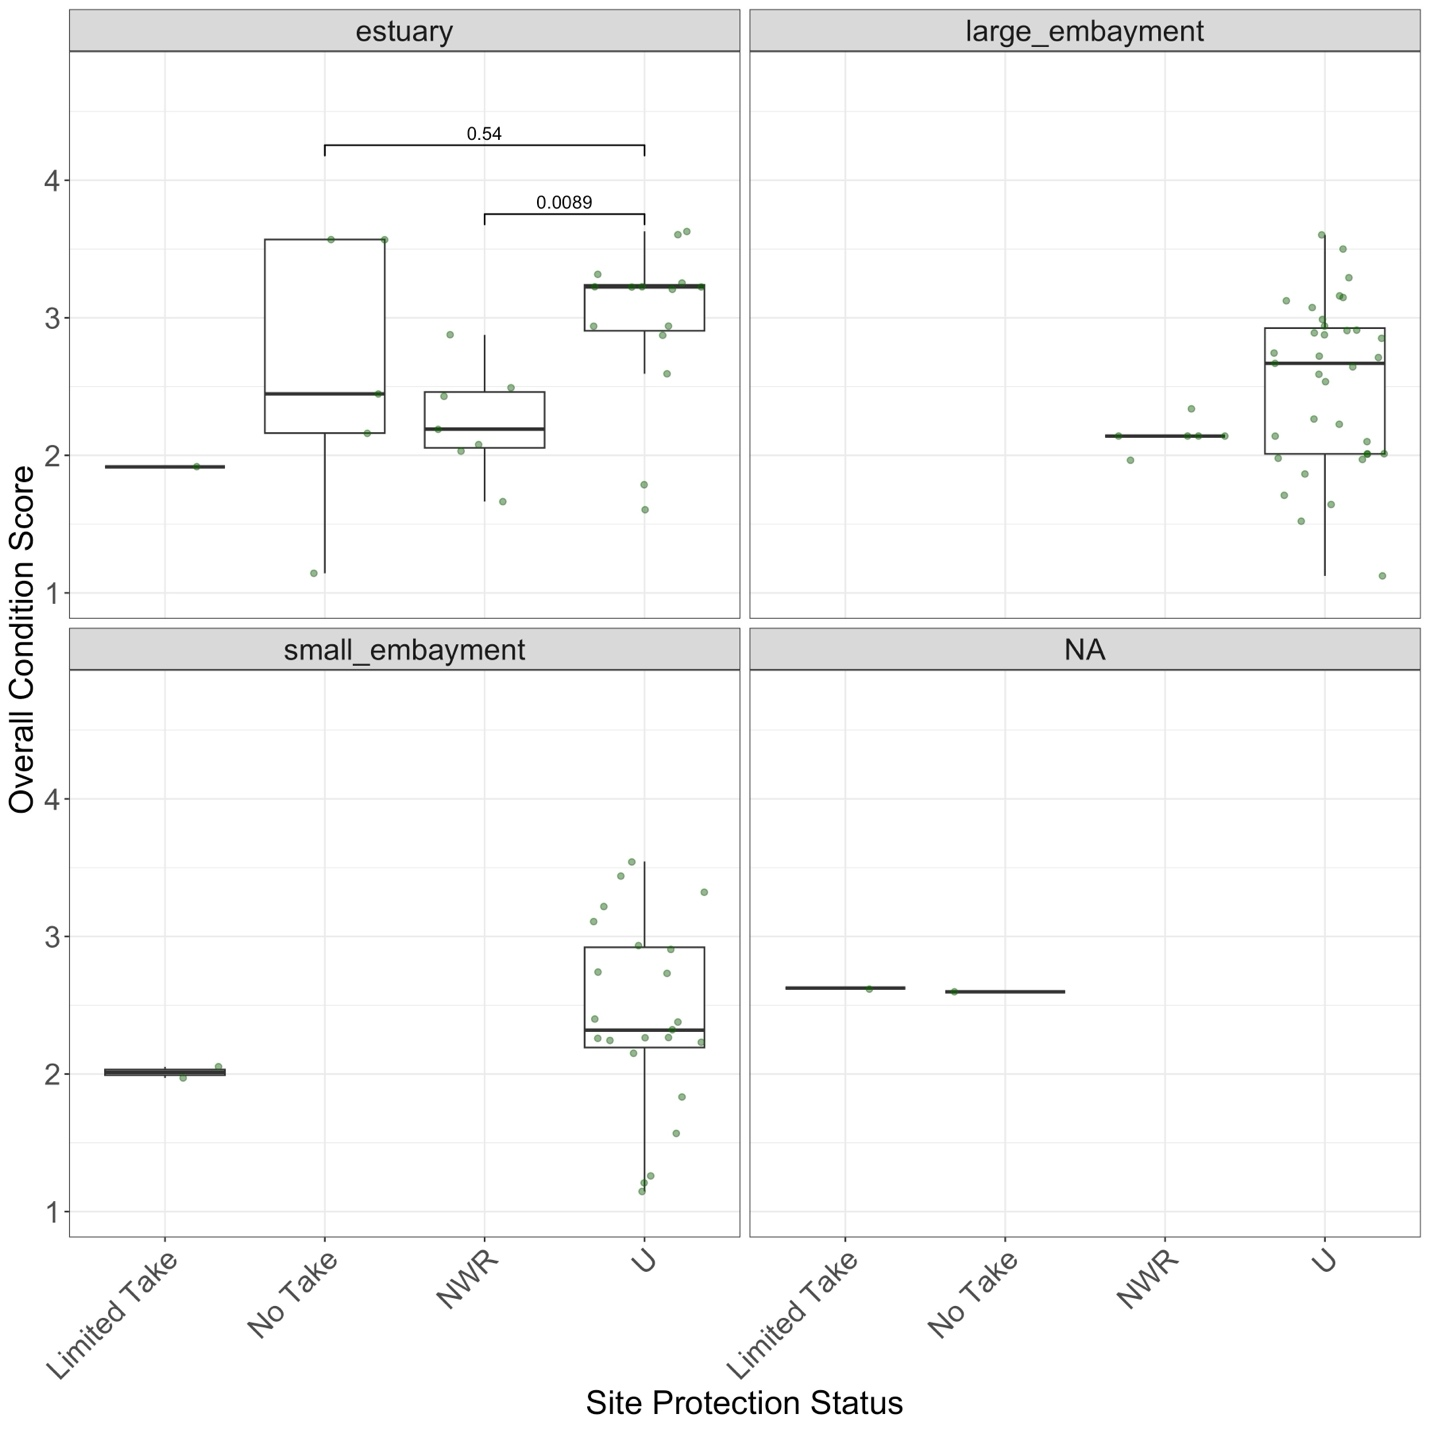 estuary
large_embayment
0.54
0.0089
4
3
2
1
small_embayment
NA
4
3
2
1
Overall Condition Score
Limited Take
No Take
NWR
U
Limited Take
No Take
NWR
U
Site Protection Status